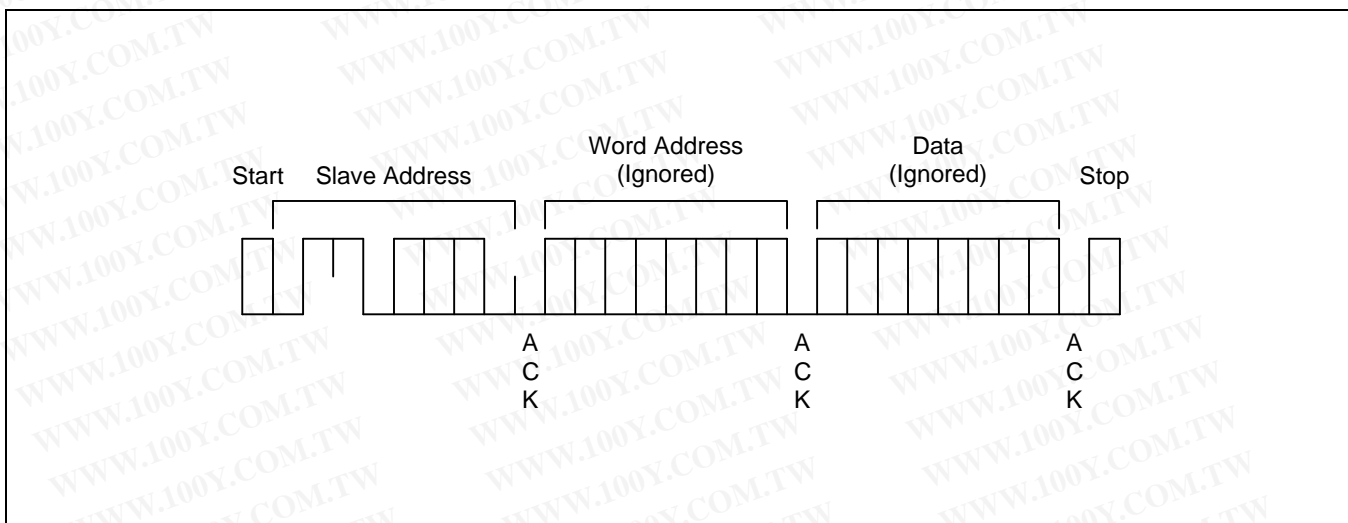 Start
Slave Address
Word Address
(Ignored)
Data
(Ignored)
Stop
A
C
K
A
C
K
A
C
K
WWW.100Y.COM.TW